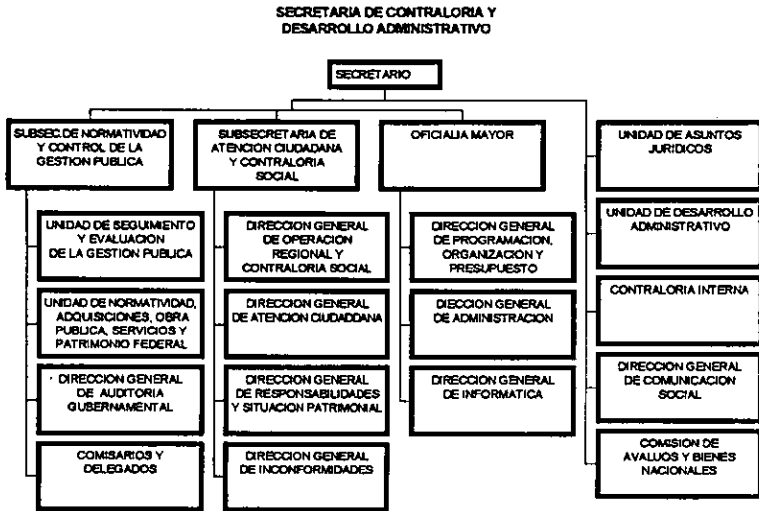 SECRETARIA DE CONTRALORIA Y
DESARROLLO ADMINISTRATIVO
SECRETARIO
SUBSEC.DE NORMATIVIDAD
Y CONTROL DE LA
GESTION PUBLICA
SUBSECRETARIA DE
ATENCION CIUDADANA
Y CONTRALORIA
SOCIAL
OFICIALIA MAYOR
UNIDAD DE ASUNTOS
JURIDICOS
UNIDAD DE SEGUIMIENTO
Y EVALUACION
DE LA GESTION PUBLICA
DIRECCION GENERAL
DE OPERACION
REGIONAL Y
CONTRALORIA SOCIAL
DIRECCION GENERAL
DE PROGRAMACION,
ORGANIZACION Y
PRESUPUESTO
UNIDAD DE DESARROLLO
ADMINISTRATIVO
UNIDAD DE NORMATIVIDAD,
ADQUISICIONES, OBRA
PUBLICA, SERVICIOS Y
PATRIMONIO FEDERAL
DIRECCION GENERAL
DE ATENCION CIUDADDANA
DIECCION GENERAL
DE ADMINISTRACION
CONTRALORIA INTERNA
DIRECCION GENERAL
DE AUDITORIA
GUBERNAMENTAL
DIRECCION GENERAL
DE RESPONSABILIDADES
Y SITUACION PATRIMONIAL
DIRECCION GENERAL
DE INFORMATICA
DIRECCION GENERAL
DE COMUNICACION
SOCIAL
COMISARIOS Y
DELEGADOS
DIRECCION GENERAL
DE INCONFORMIDADES
COMISION DE
AVALUOS Y BIENES
NACIONALES